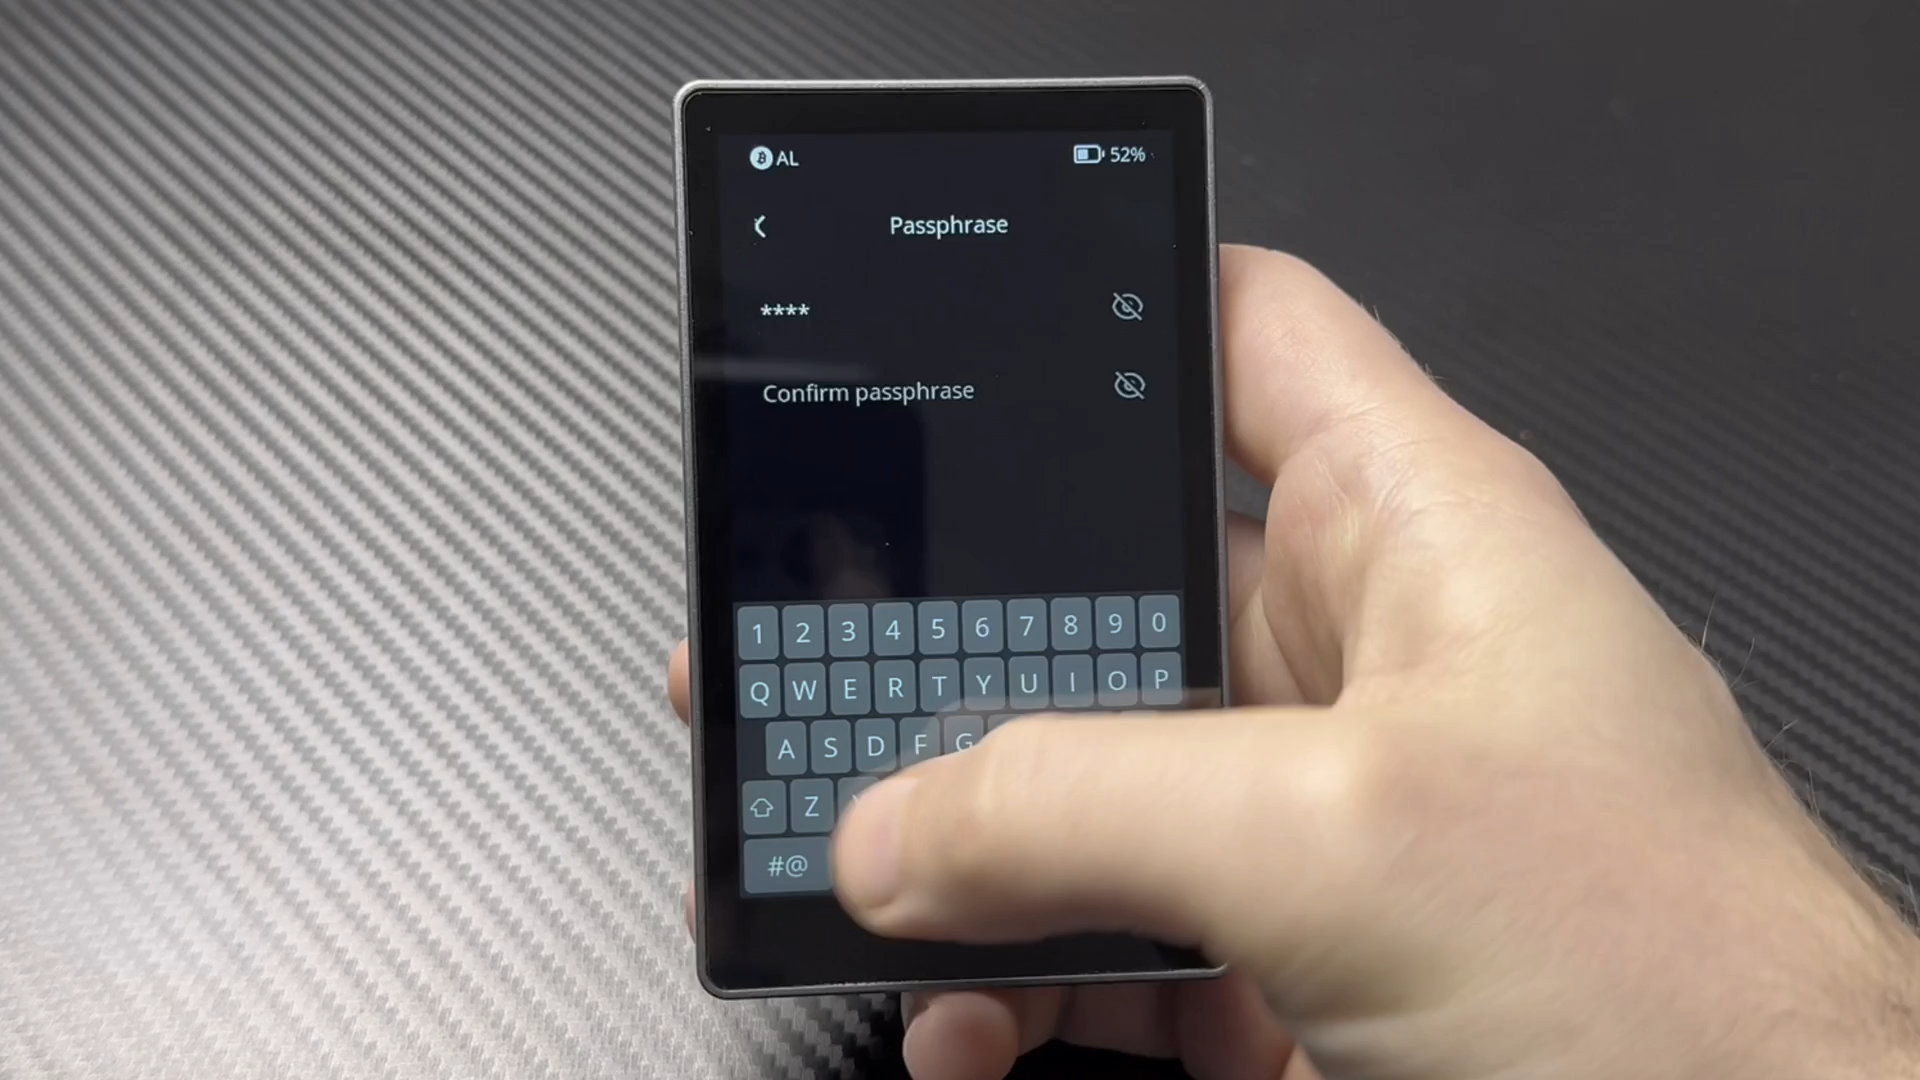 AL 52%
Passphrase
****
Confirm passphrase
1 2 3 4 5 6 7 8 9 0
Q W E R T Y U I O P
A S D F G
Z
#@